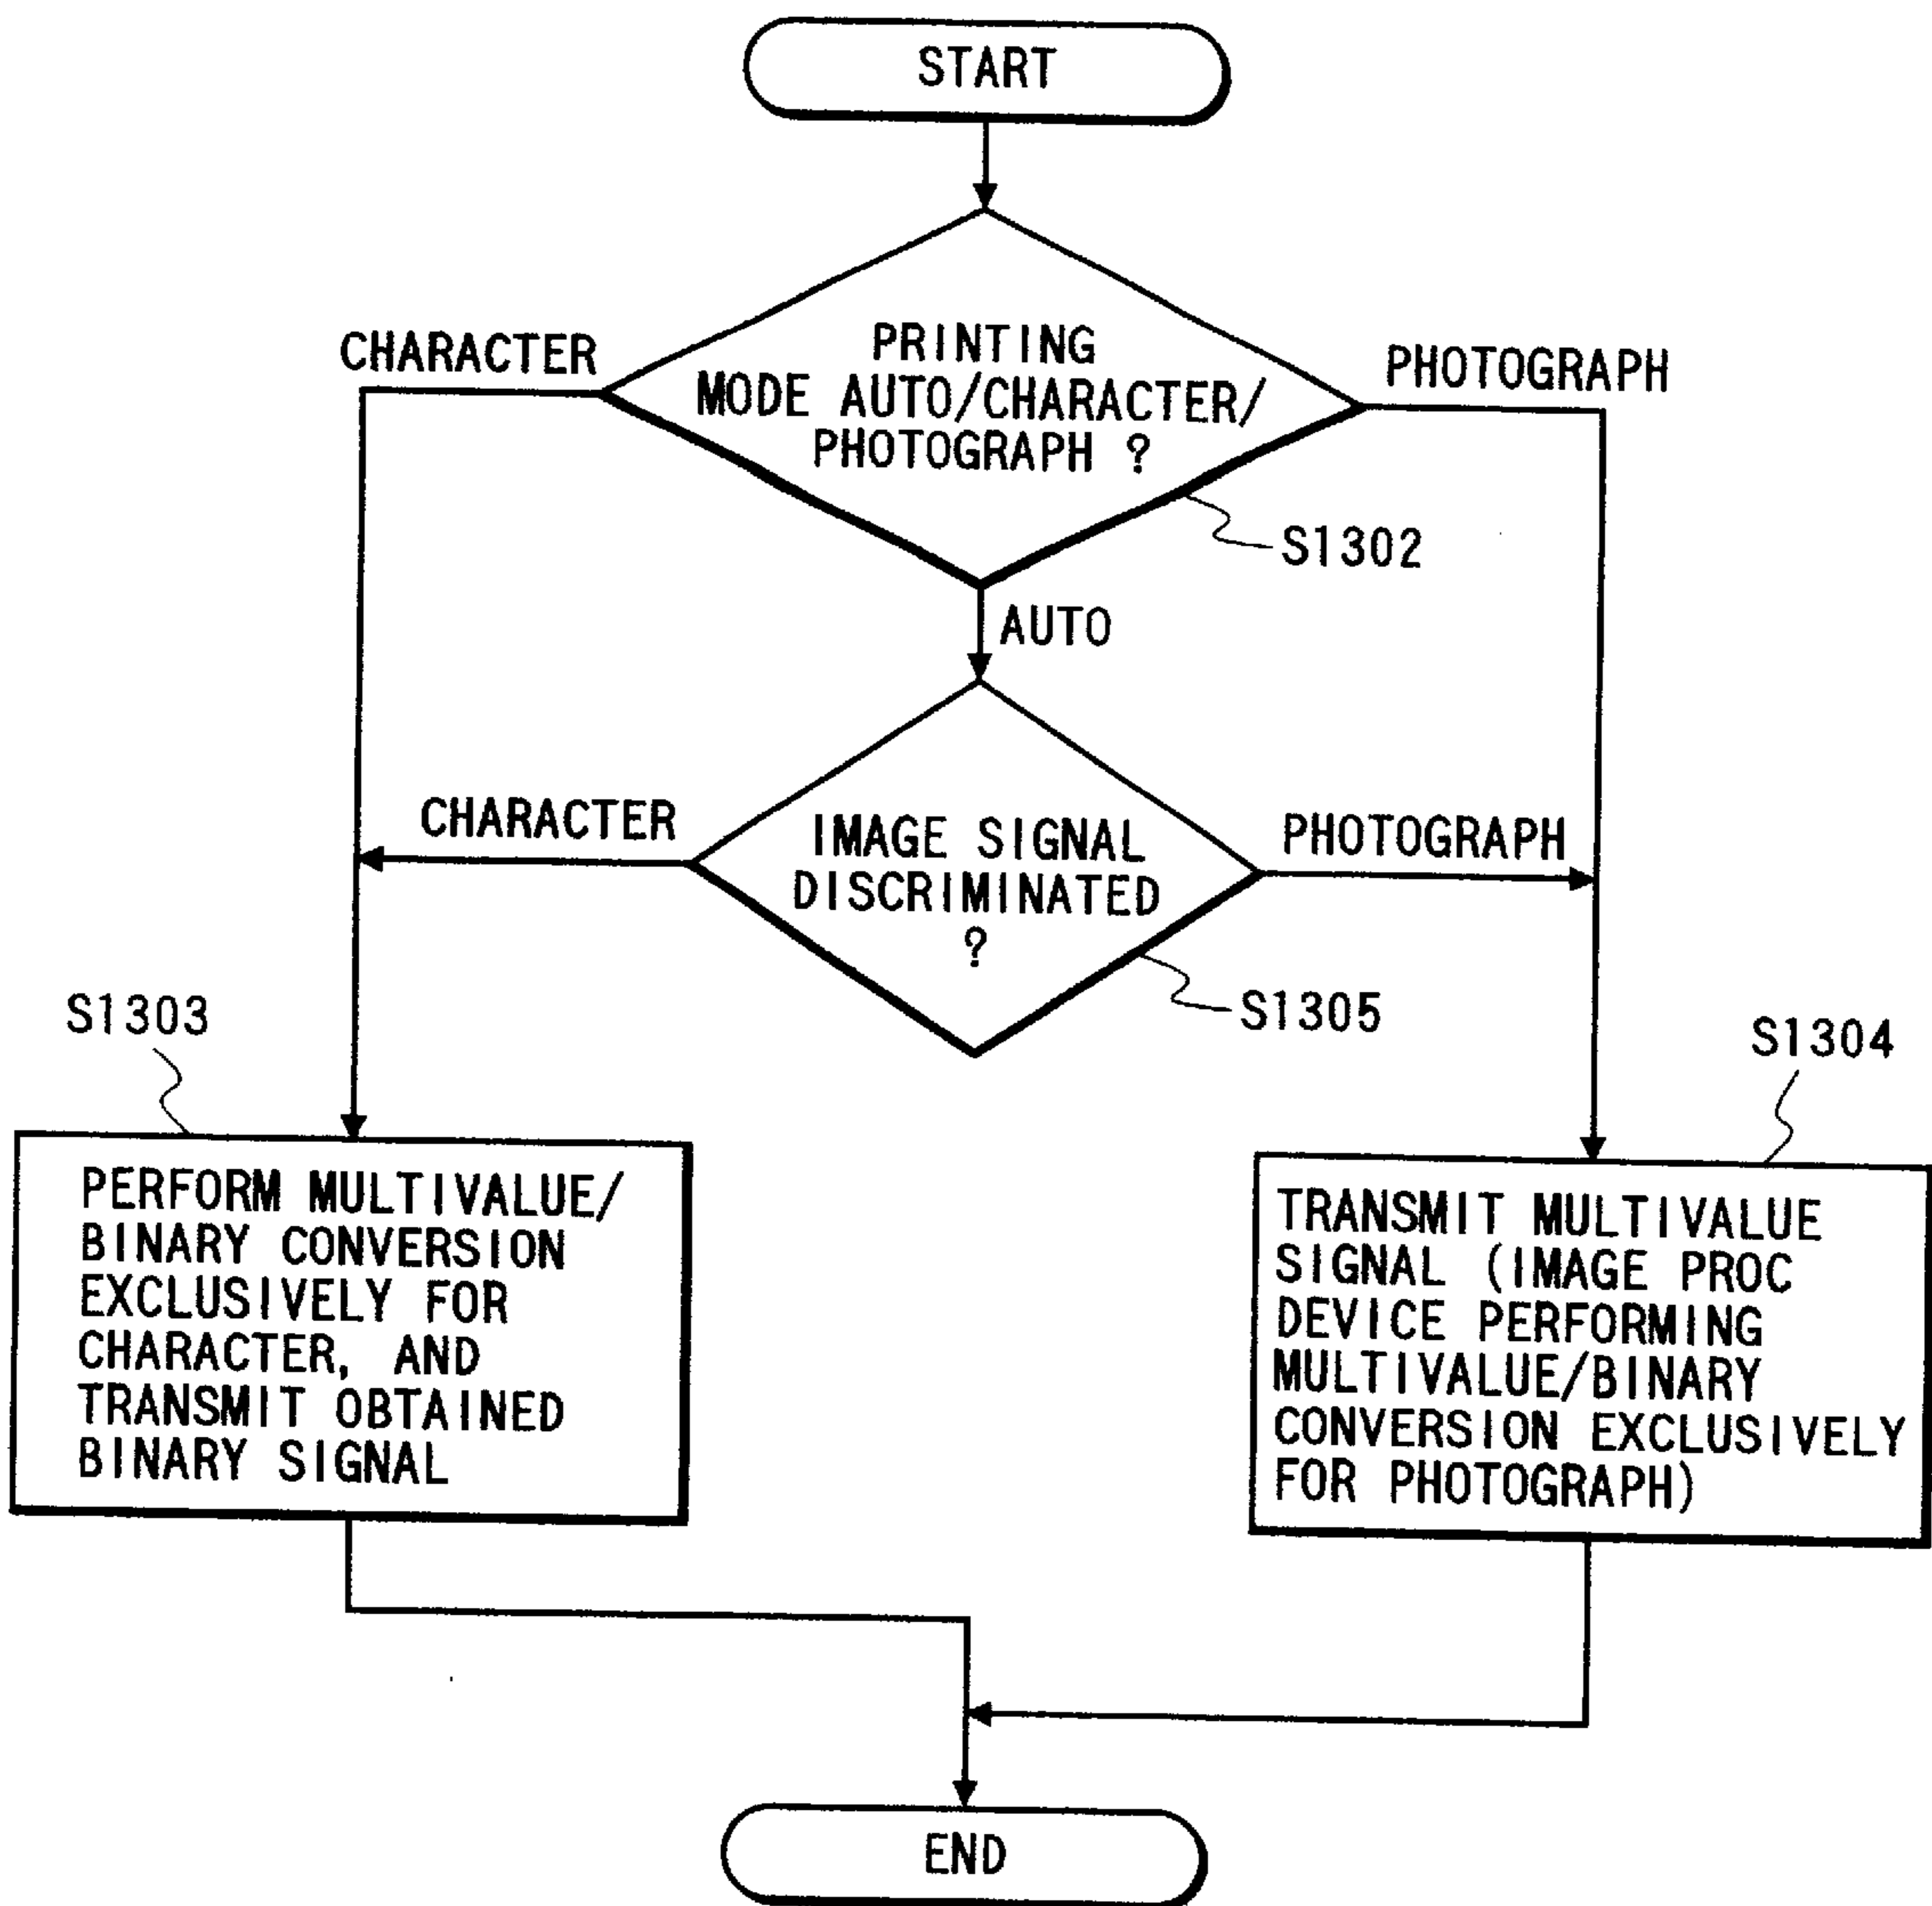 START
CHARACTER
PRINTING
MODE AUTO/CHARACTER/
PHOTOGRAPH ?
PHOTOGRAPH
S1302
AUTO
CHARACTER
IMAGE SIGNAL
DISCRIMINATED
?
PHOTOGRAPH
S1305
S1303
S1304
PERFORM MULTIVALUE/
BINARY CONVERSION
EXCLUSIVELY FOR
CHARACTER, AND
TRANSMIT OBTAINED
BINARY SIGNAL
TRANSMIT MULTIVALUE
SIGNAL (IMAGE PROC
DEVICE PERFORMING
MULTIVALUE/BINARY
CONVERSION EXCLUSIVELY
FOR PHOTOGRAPH)
END